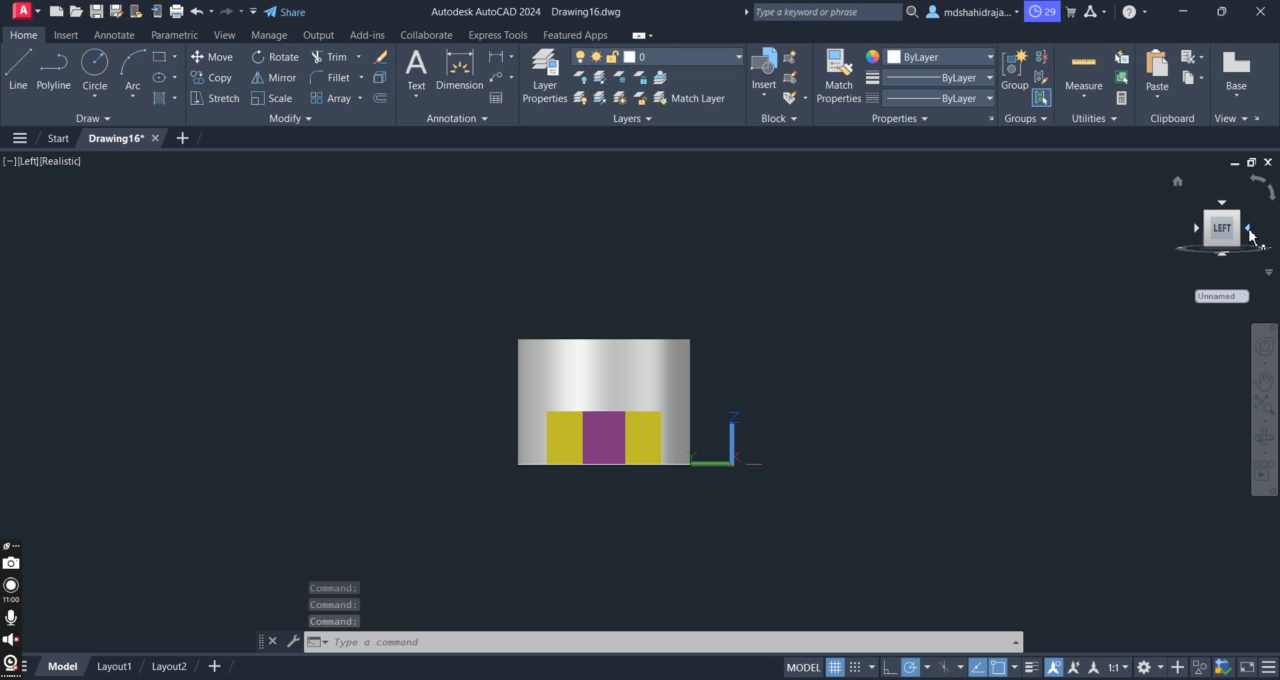 Share
Autodesk AutoCAD 2024 Drawing16.dwg
Type a keyword or phrase
mdshahidraja...
29
Home Insert Annotate Parametric View Manage Output Add-ins Collaborate Express Tools Featured Apps
Line Polyline Circle Arc
Move Rotate Trim
Copy Mirror Fillet
Stretch Scale Array
Text Dimension
Layer Properties
0
Match Layer
Insert
Match Properties
ByLayer
ByLayer
ByLayer
Group
Measure
Paste
Base
Draw Modify Annotation Layers Block Properties Groups Utilities Clipboard View
Start Drawing16* ×
[−][Left][Realistic]
LEFT
Unnamed
Z
Y X
Command:
Command:
Command:
Type a command
11:00
Model Layout1 Layout2
MODEL
1:1